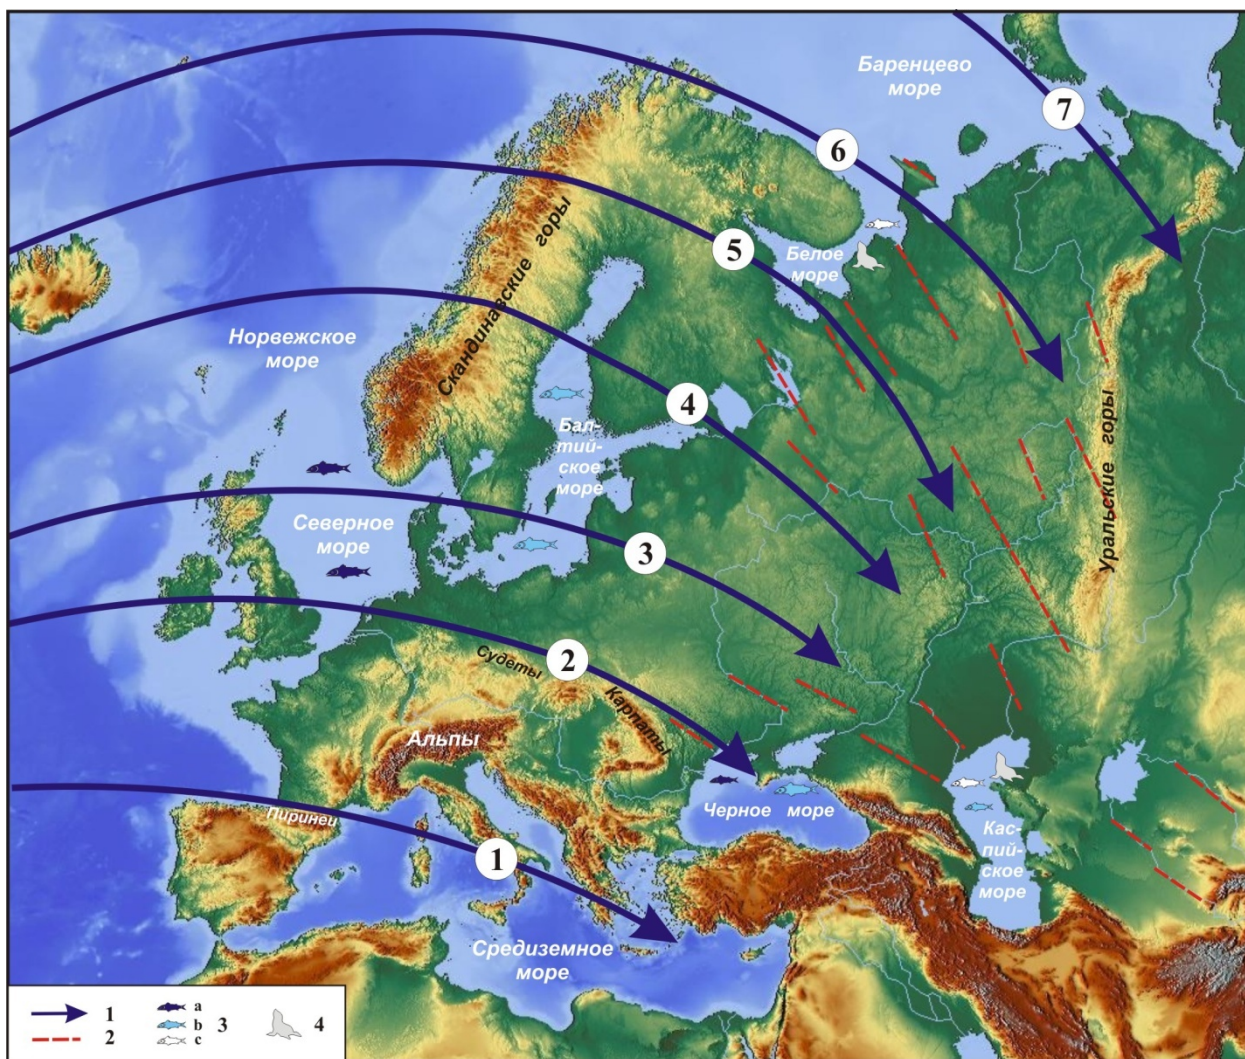 Баренцево
море
7
6
5
Белое
море
Скандинавские горы
Норвежское
море
4
Уральские горы
Бал-
тий-
ское
море
Северное
море
3
2
Судеты
Карпаты
Альпы
Черное море
Пиринеи
Кас-
пий-
ское
море
1
Средиземное
море
1
2
a
b
c
3
4